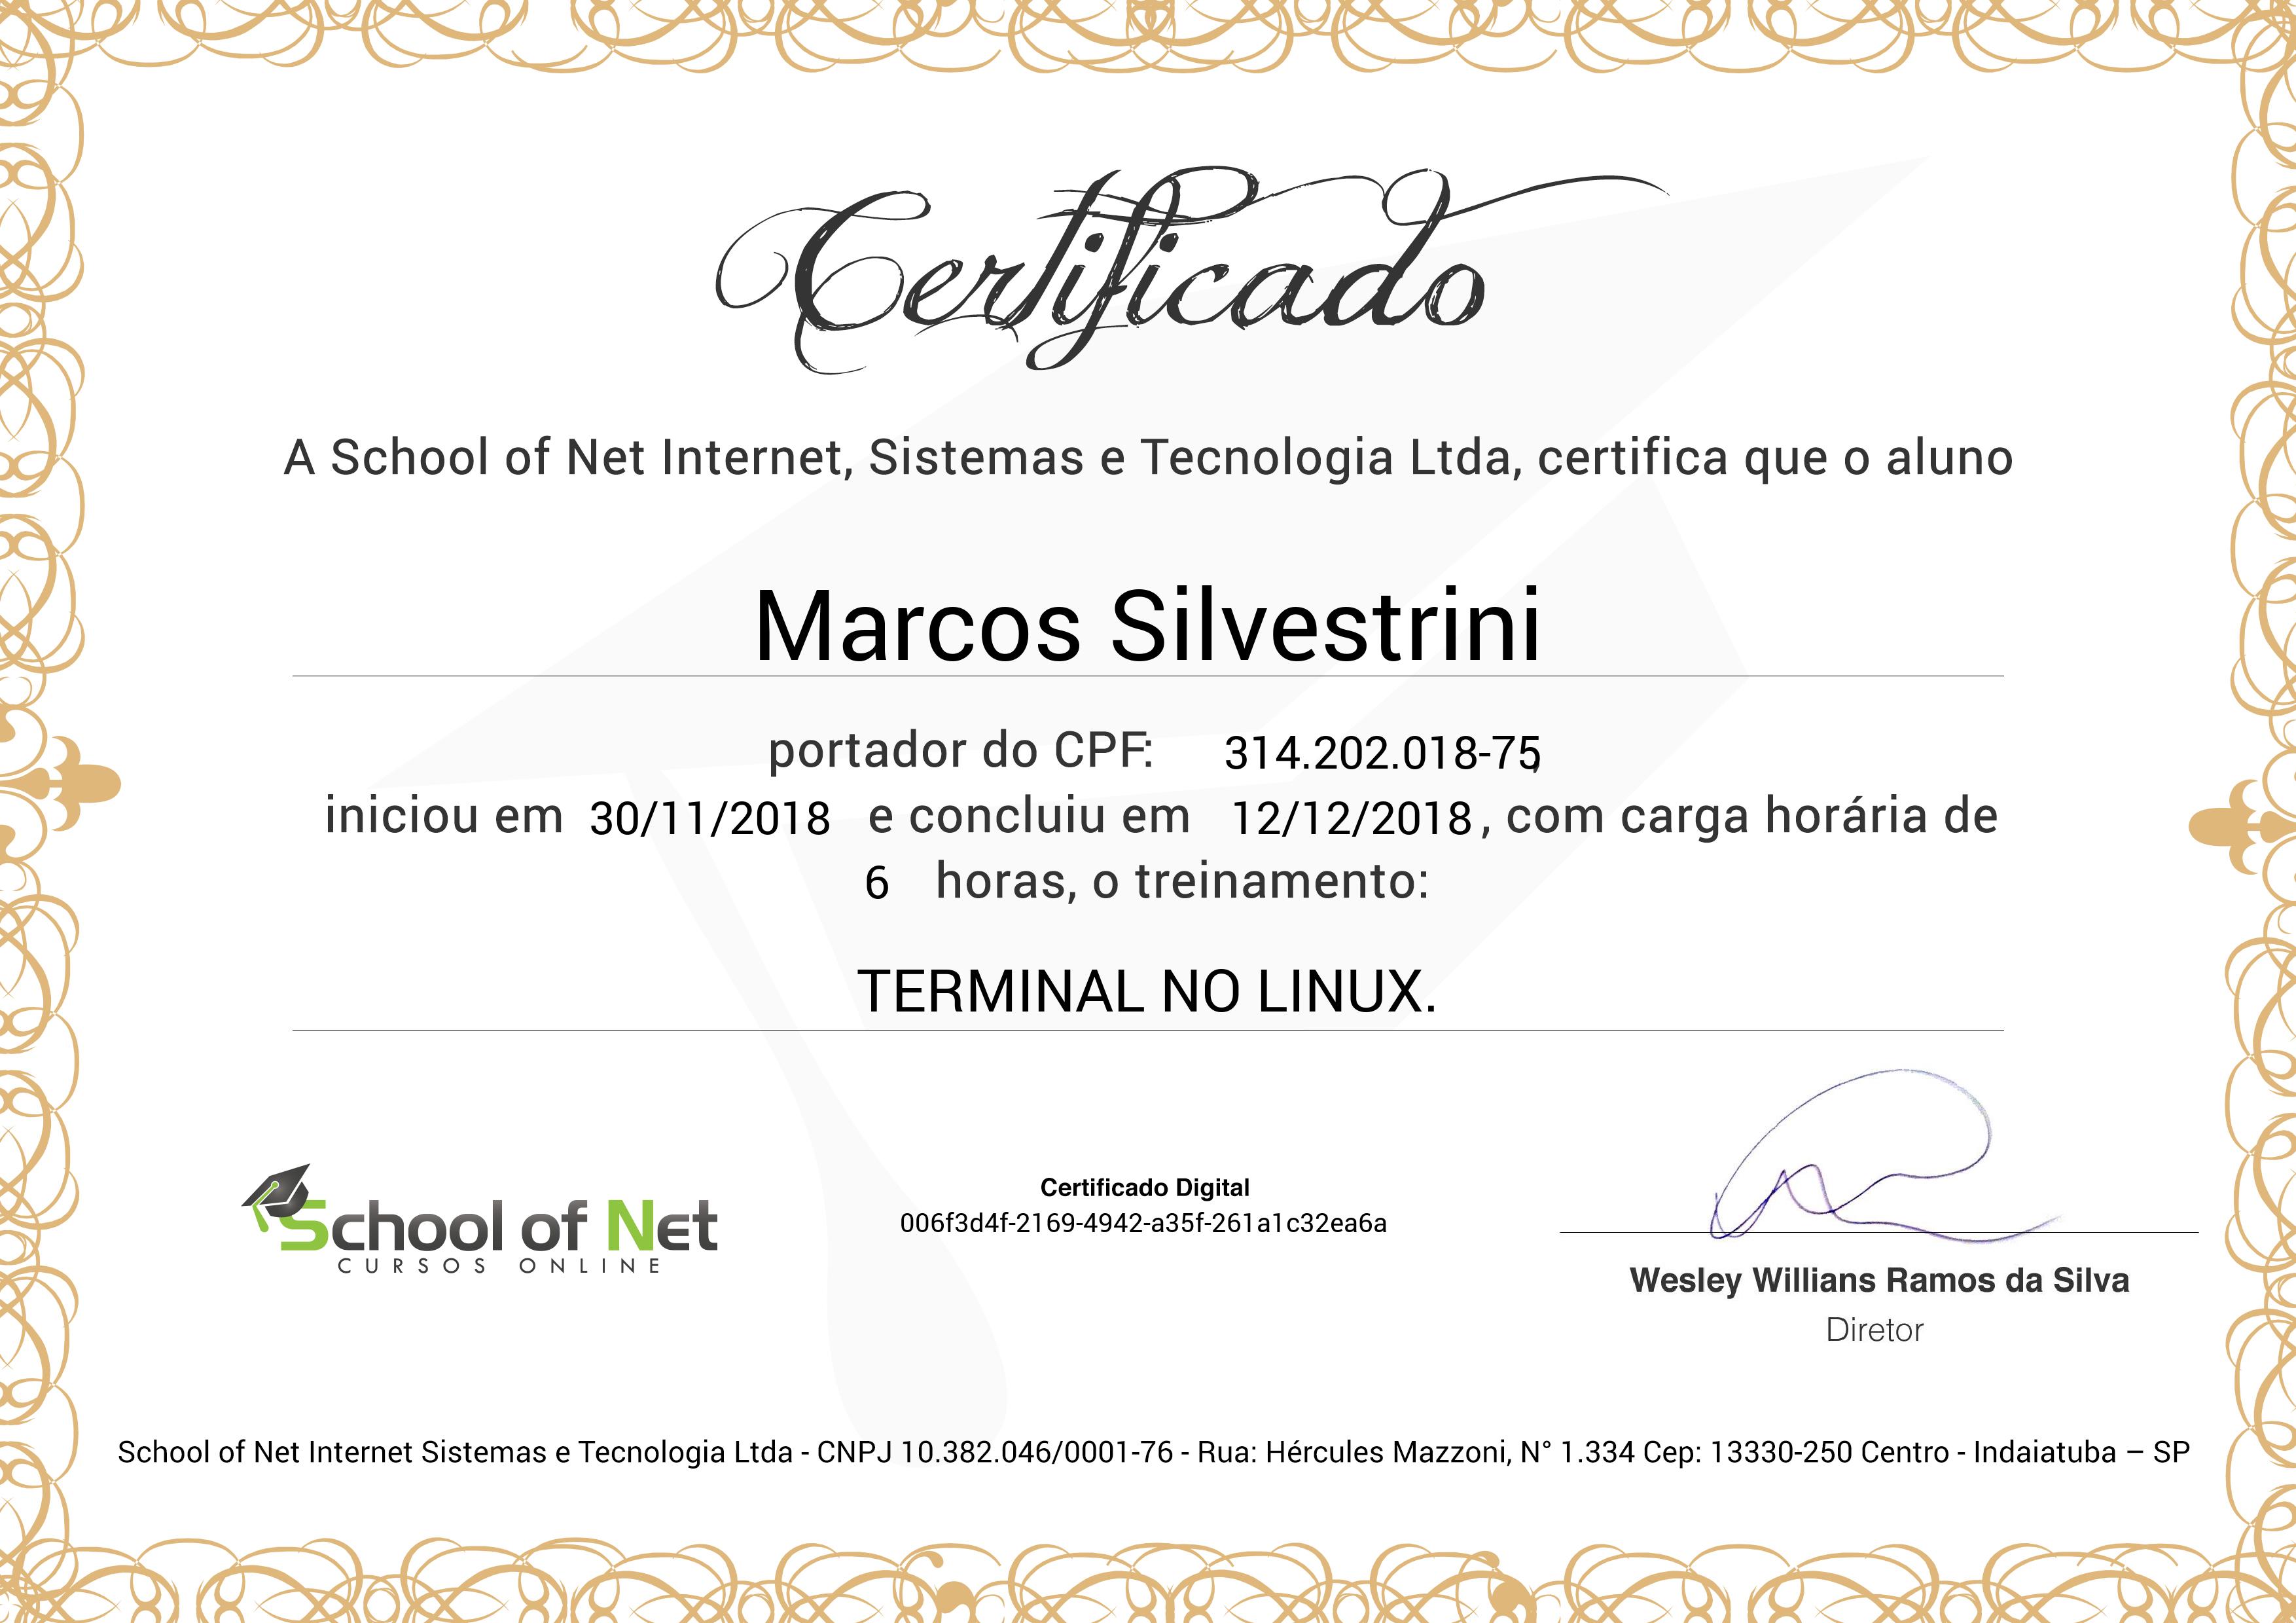 Certificado
A School of Net Internet, Sistemas e Tecnologia Ltda, certifica que o aluno
Marcos Silvestrini
portador do CPF: 314.202.018-75,
iniciou em 30/11/2018 e concluiu em 12/12/2018, com carga horária de
6 horas, o treinamento:
TERMINAL NO LINUX.
School of Net
CURSOS ONLINE
Certificado Digital
006f3d4f-2169-4942-a35f-261a1c32ea6a
Wesley Willians Ramos da Silva
Diretor
School of Net Internet Sistemas e Tecnologia Ltda - CNPJ 10.382.046/0001-76 - Rua: Hércules Mazzoni, N° 1.334 Cep: 13330-250 Centro - Indaiatuba – SP